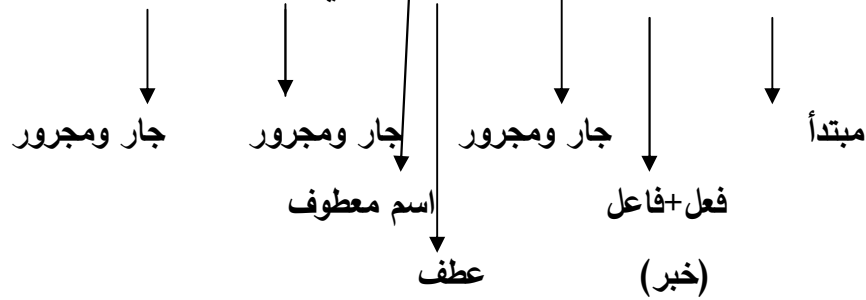 مبتدأ جار ومجرور جار ومجرور جار ومجرور
فعل+فاعل اسم معطوف
(خبر) عطف